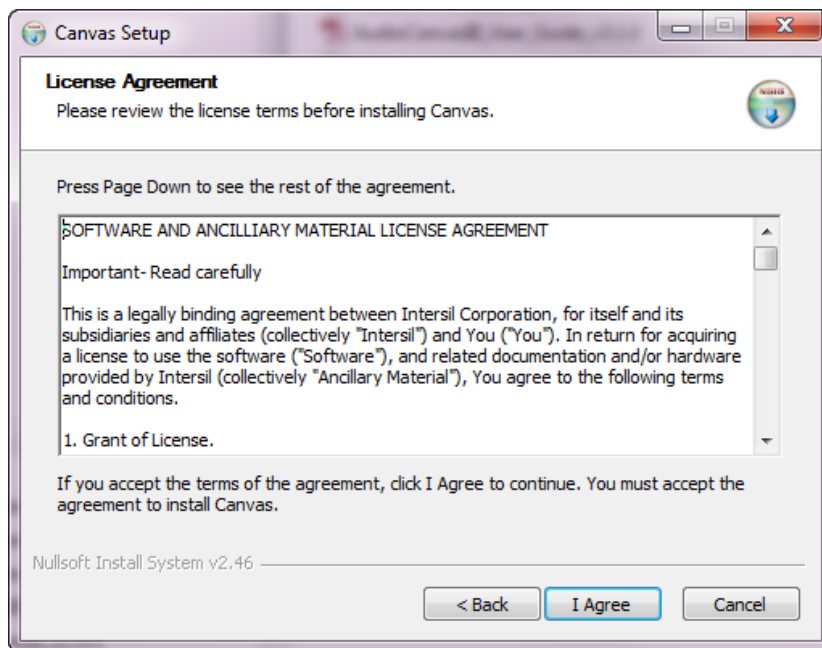 Canvas Setup
License Agreement
Please review the license terms before installing Canvas.
Press Page Down to see the rest of the agreement.
SOFTWARE AND ANCILLIARY MATERIAL LICENSE AGREEMENT
Important- Read carefully
This is a legally binding agreement between Intersil Corporation, for itself and its
subsidiaries and affiliates (collectively "Intersil") and You ("You"). In return for acquiring
a license to use the software ("Software"), and related documentation and/or hardware
provided by Intersil (collectively "Ancillary Material"), You agree to the following terms
and conditions.
1. Grant of License.
If you accept the terms of the agreement, click I Agree to continue. You must accept the
agreement to install Canvas.
Nullsoft Install System v2.46
< Back I Agree Cancel